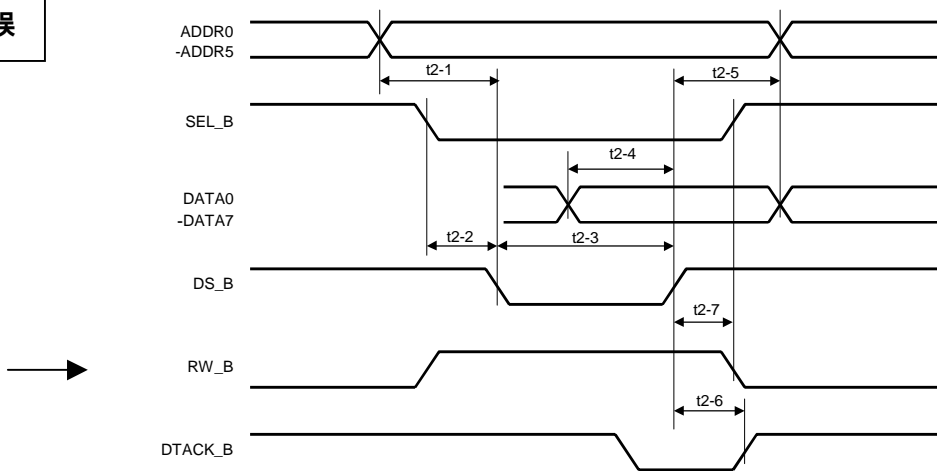 誤
ADDR0
-ADDR5
t2-1
t2-5
SEL_B
t2-4
DATA0
-DATA7
t2-2
t2-3
DS_B
t2-7
RW_B
t2-6
DTACK_B